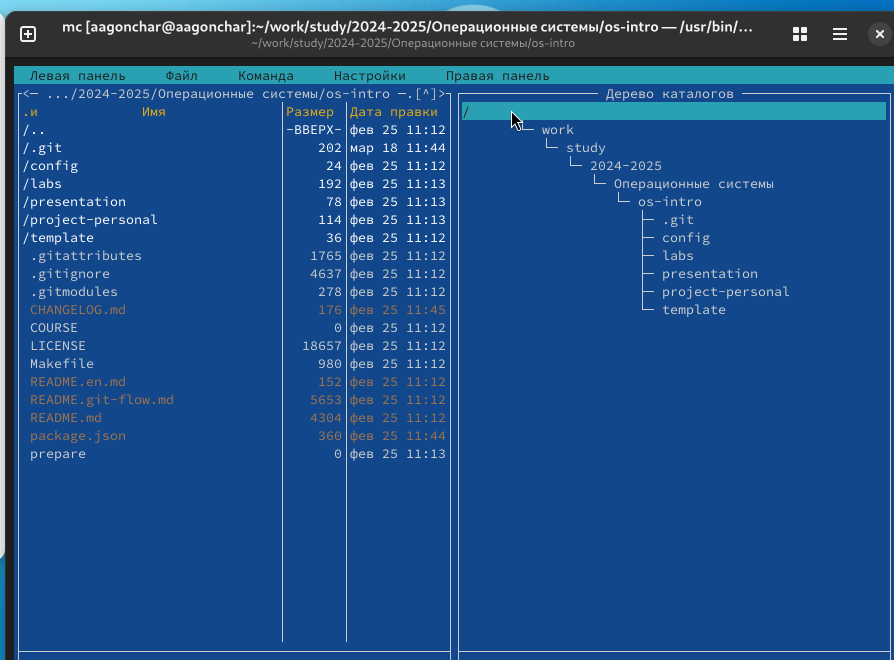 mc [aagonchar@aagonchar]:~/work/study/2024-2025/Операционные системы/os-intro — /usr/bin/…
~/work/study/2024-2025/Операционные системы/os-intro
Левая панель Файл Команда Настройки Правая панель
<— .../2024-2025/Операционные системы/os-intro —.[^]>
.и Имя Размер Дата правки
/.. -ВВЕРХ- фев 25 11:12
/.git 202 мар 18 11:44
/config 24 фев 25 11:12
/labs 192 фев 25 11:13
/presentation 78 фев 25 11:13
/project-personal 114 фев 25 11:13
/template 36 фев 25 11:12
.gitattributes 1765 фев 25 11:12
.gitignore 4637 фев 25 11:12
.gitmodules 278 фев 25 11:12
CHANGELOG.md 176 фев 25 11:45
COURSE 0 фев 25 11:12
LICENSE 18657 фев 25 11:12
Makefile 980 фев 25 11:12
README.en.md 152 фев 25 11:12
README.git-flow.md 5653 фев 25 11:12
README.md 4304 фев 25 11:12
package.json 360 фев 25 11:44
prepare 0 фев 25 11:13
Дерево каталогов
/
work
study
2024-2025
Операционные системы
os-intro
.git
config
labs
presentation
project-personal
template